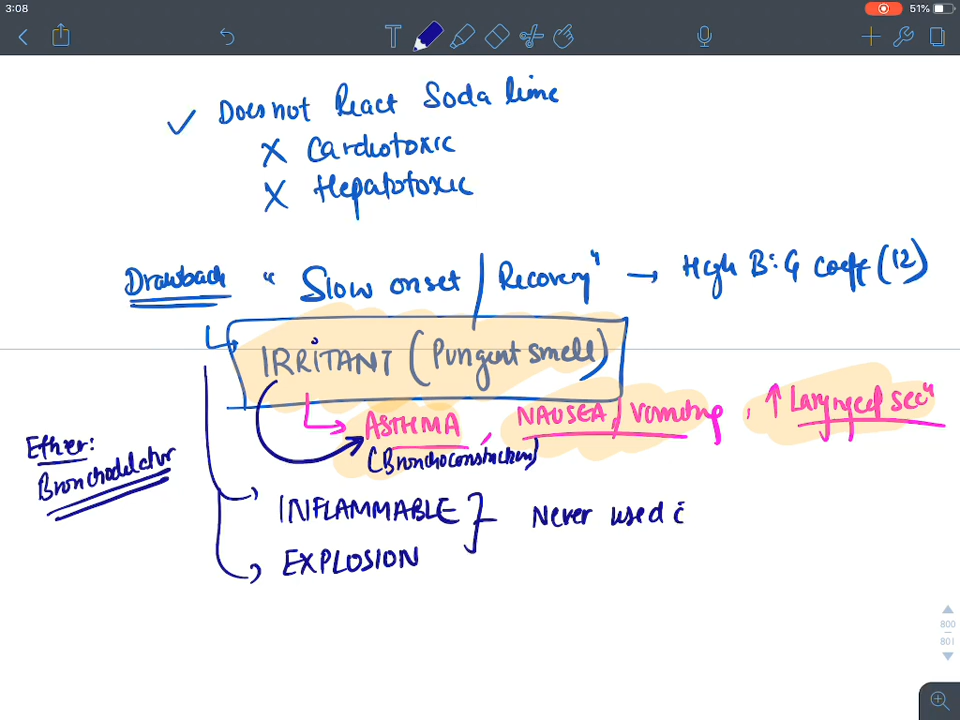 3:08
51%
T
✓ Does not React Soda lime
X Cardiotoxic
X Hepatotoxic
Drawback " Slow onset / Recovery" → High B:G coeff (12)
IRRITANT (Pungent smell)
ASTHMA, NAUSEA / Vomiting, ↑ Laryngeal secⁿ
(Bronchoconstriction)
Ether:
Bronchodilator
INFLAMMABLE } Never used c̄
EXPLOSION
800
801